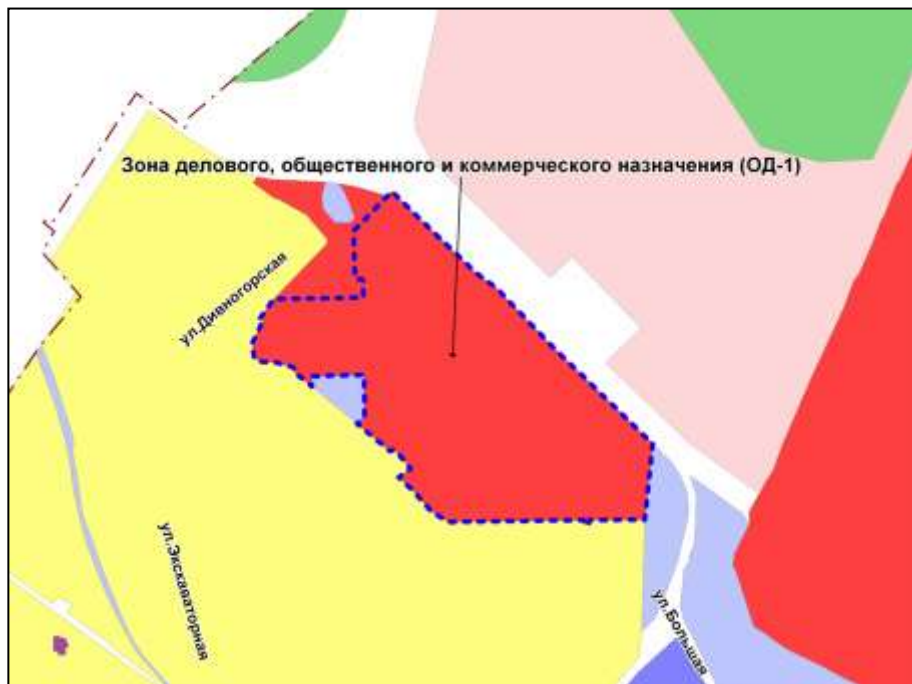 Зона делового, общественного и коммерческого назначения (ОД-1)
ул.Дивногорская
ул.Экскаваторная
ул.Большая